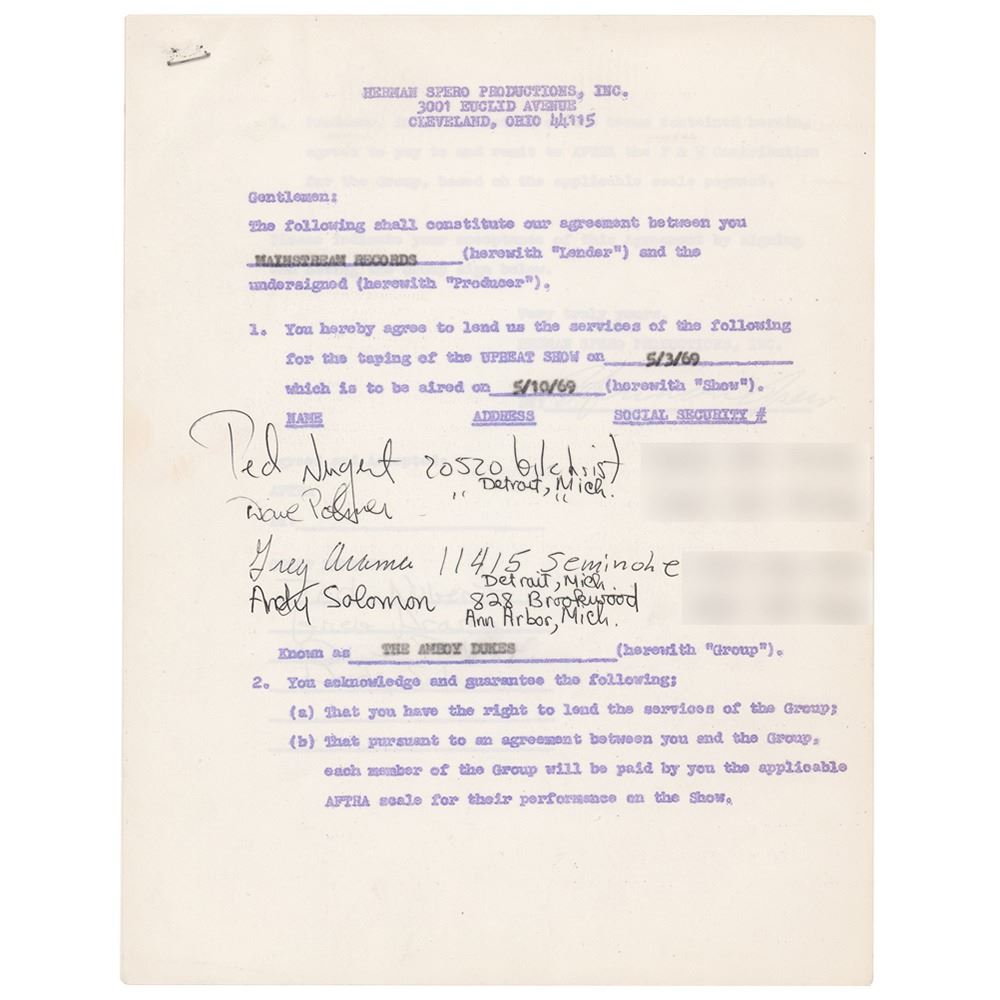 HERMAN SPERO PRODUCTIONS, INC.
3001 EUCLID AVENUE
CLEVELAND, OHIO 44115
Gentlemen:
The following shall constitute our agreement between you
MAINSTREAM RECORDS (herewith "Lender") and the
undersigned (herewith "Producer").
1. You hereby agree to lend us the services of the following
for the taping of the UPBEAT SHOW on 5/3/69
which is to be aired on 5/10/69 (herewith "Show").
NAME ADDRESS SOCIAL SECURITY #
Ted Nugent 20520 Gilchrist
Detroit, Mich.
Dave Palmer " "
Greg Arama 11415 Seminole
Detroit, Mich.
Andy Solomon 828 Brookwood
Ann Arbor, Mich.
Known as THE AMBOY DUKES (herewith "Group").
2. You acknowledge and guarantee the following;
(a) That you have the right to lend the services of the Group;
(b) That pursuant to an agreement between you and the Group,
each member of the Group will be paid by you the applicable
AFTRA scale for their performance on the Show.